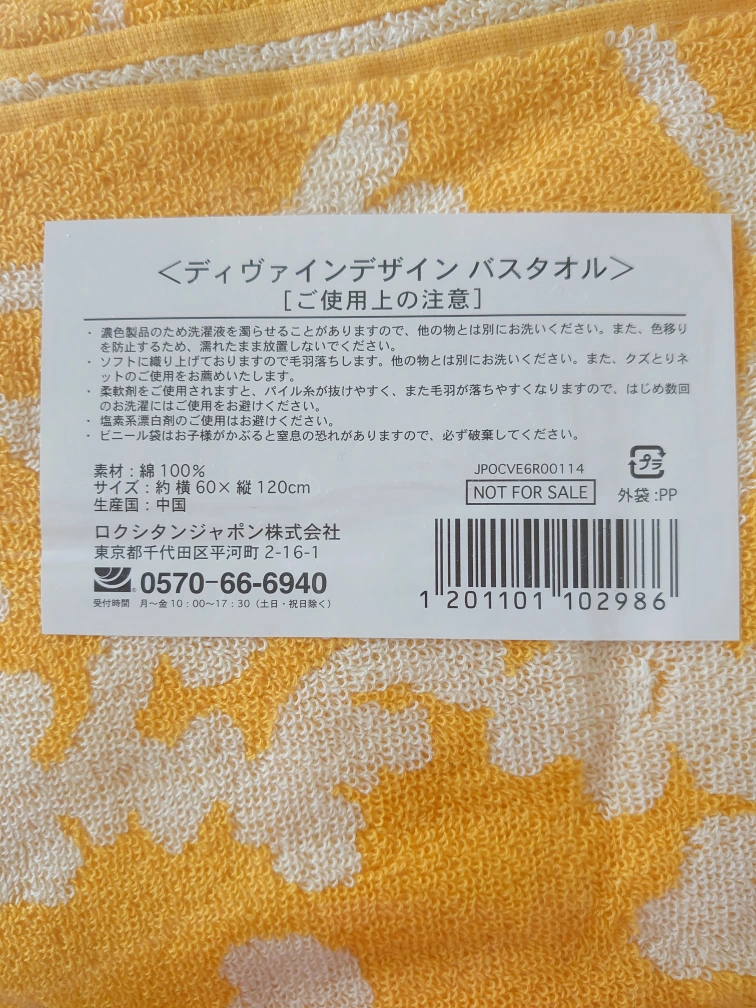 ＜ディヴァインデザイン バスタオル＞
［ご使用上の注意］
・ 濃色製品のため洗濯液を濁らせることがありますので、他の物とは別にお洗いください。また、色移り
を防止するため、濡れたまま放置しないでください。
・ ソフトに織り上げておりますので毛羽落ちします。他の物とは別にお洗いください。また、クズとりネ
ットのご使用をお薦めいたします。
・ 柔軟剤をご使用されますと、パイル糸が抜けやすく、また毛羽が落ちやすくなりますので、はじめ数回
のお洗濯にはご使用をお避けください。
・ 塩素系漂白剤のご使用はお避けください。
・ ビニール袋はお子様がかぶると窒息の恐れがありますので、必ず破棄してください。
素材：綿 100%
サイズ：約 横 60× 縦 120cm
生産国：中国
JPOCVE6R00114
NOT FOR SALE
プラ
外袋：PP
ロクシタンジャポン株式会社
東京都千代田区平河町 2-16-1
0570-66-6940
受付時間 月～金 10：00～17：30（土日・祝日除く）
1 201101 102986